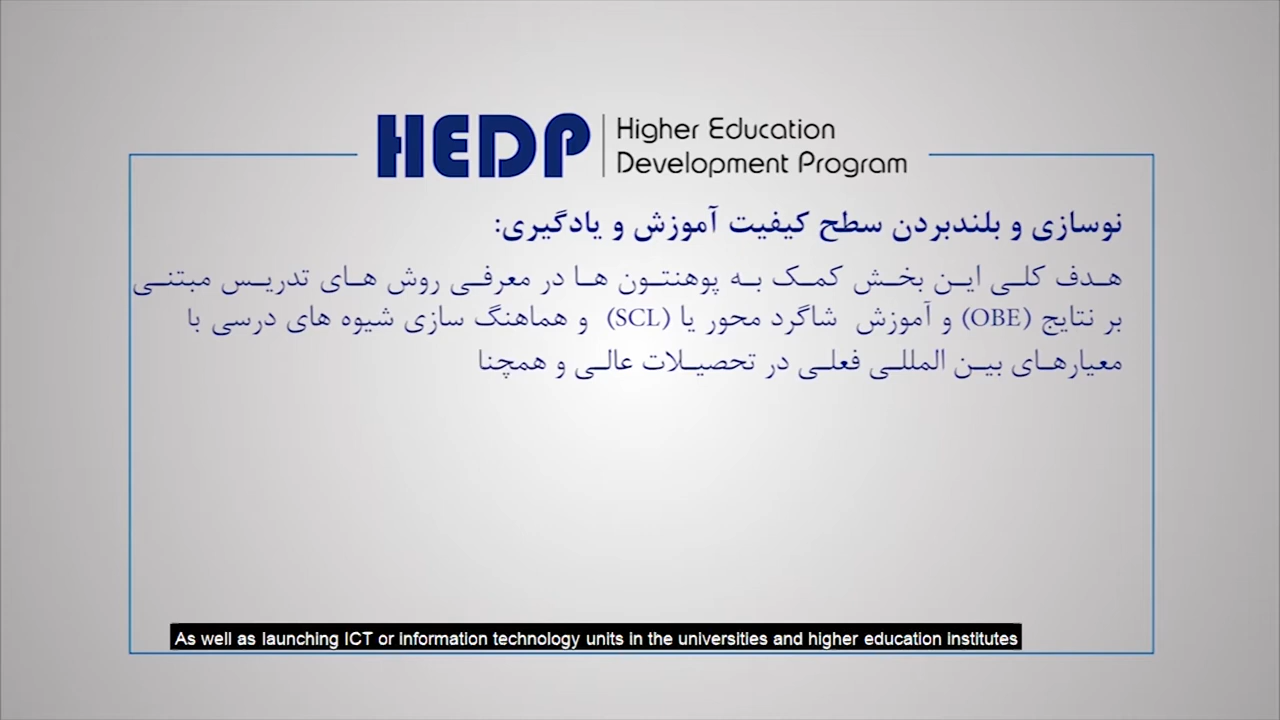 HEDP
Higher Education
Development Program
نوسازی و بلندبردن سطح کیفیت آموزش و یادگیری:
هدف کلی این بخش کمک به پوهنتون ها در معرفی روش های تدریس مبتنی
بر نتایج (OBE) و آموزش شاگرد محور یا (SCL) و هماهنگ سازی شیوه های درسی با
معیارهای بین المللی فعلی در تحصیلات عالی و همچنا
As well as launching ICT or information technology units in the universities and higher education institutes